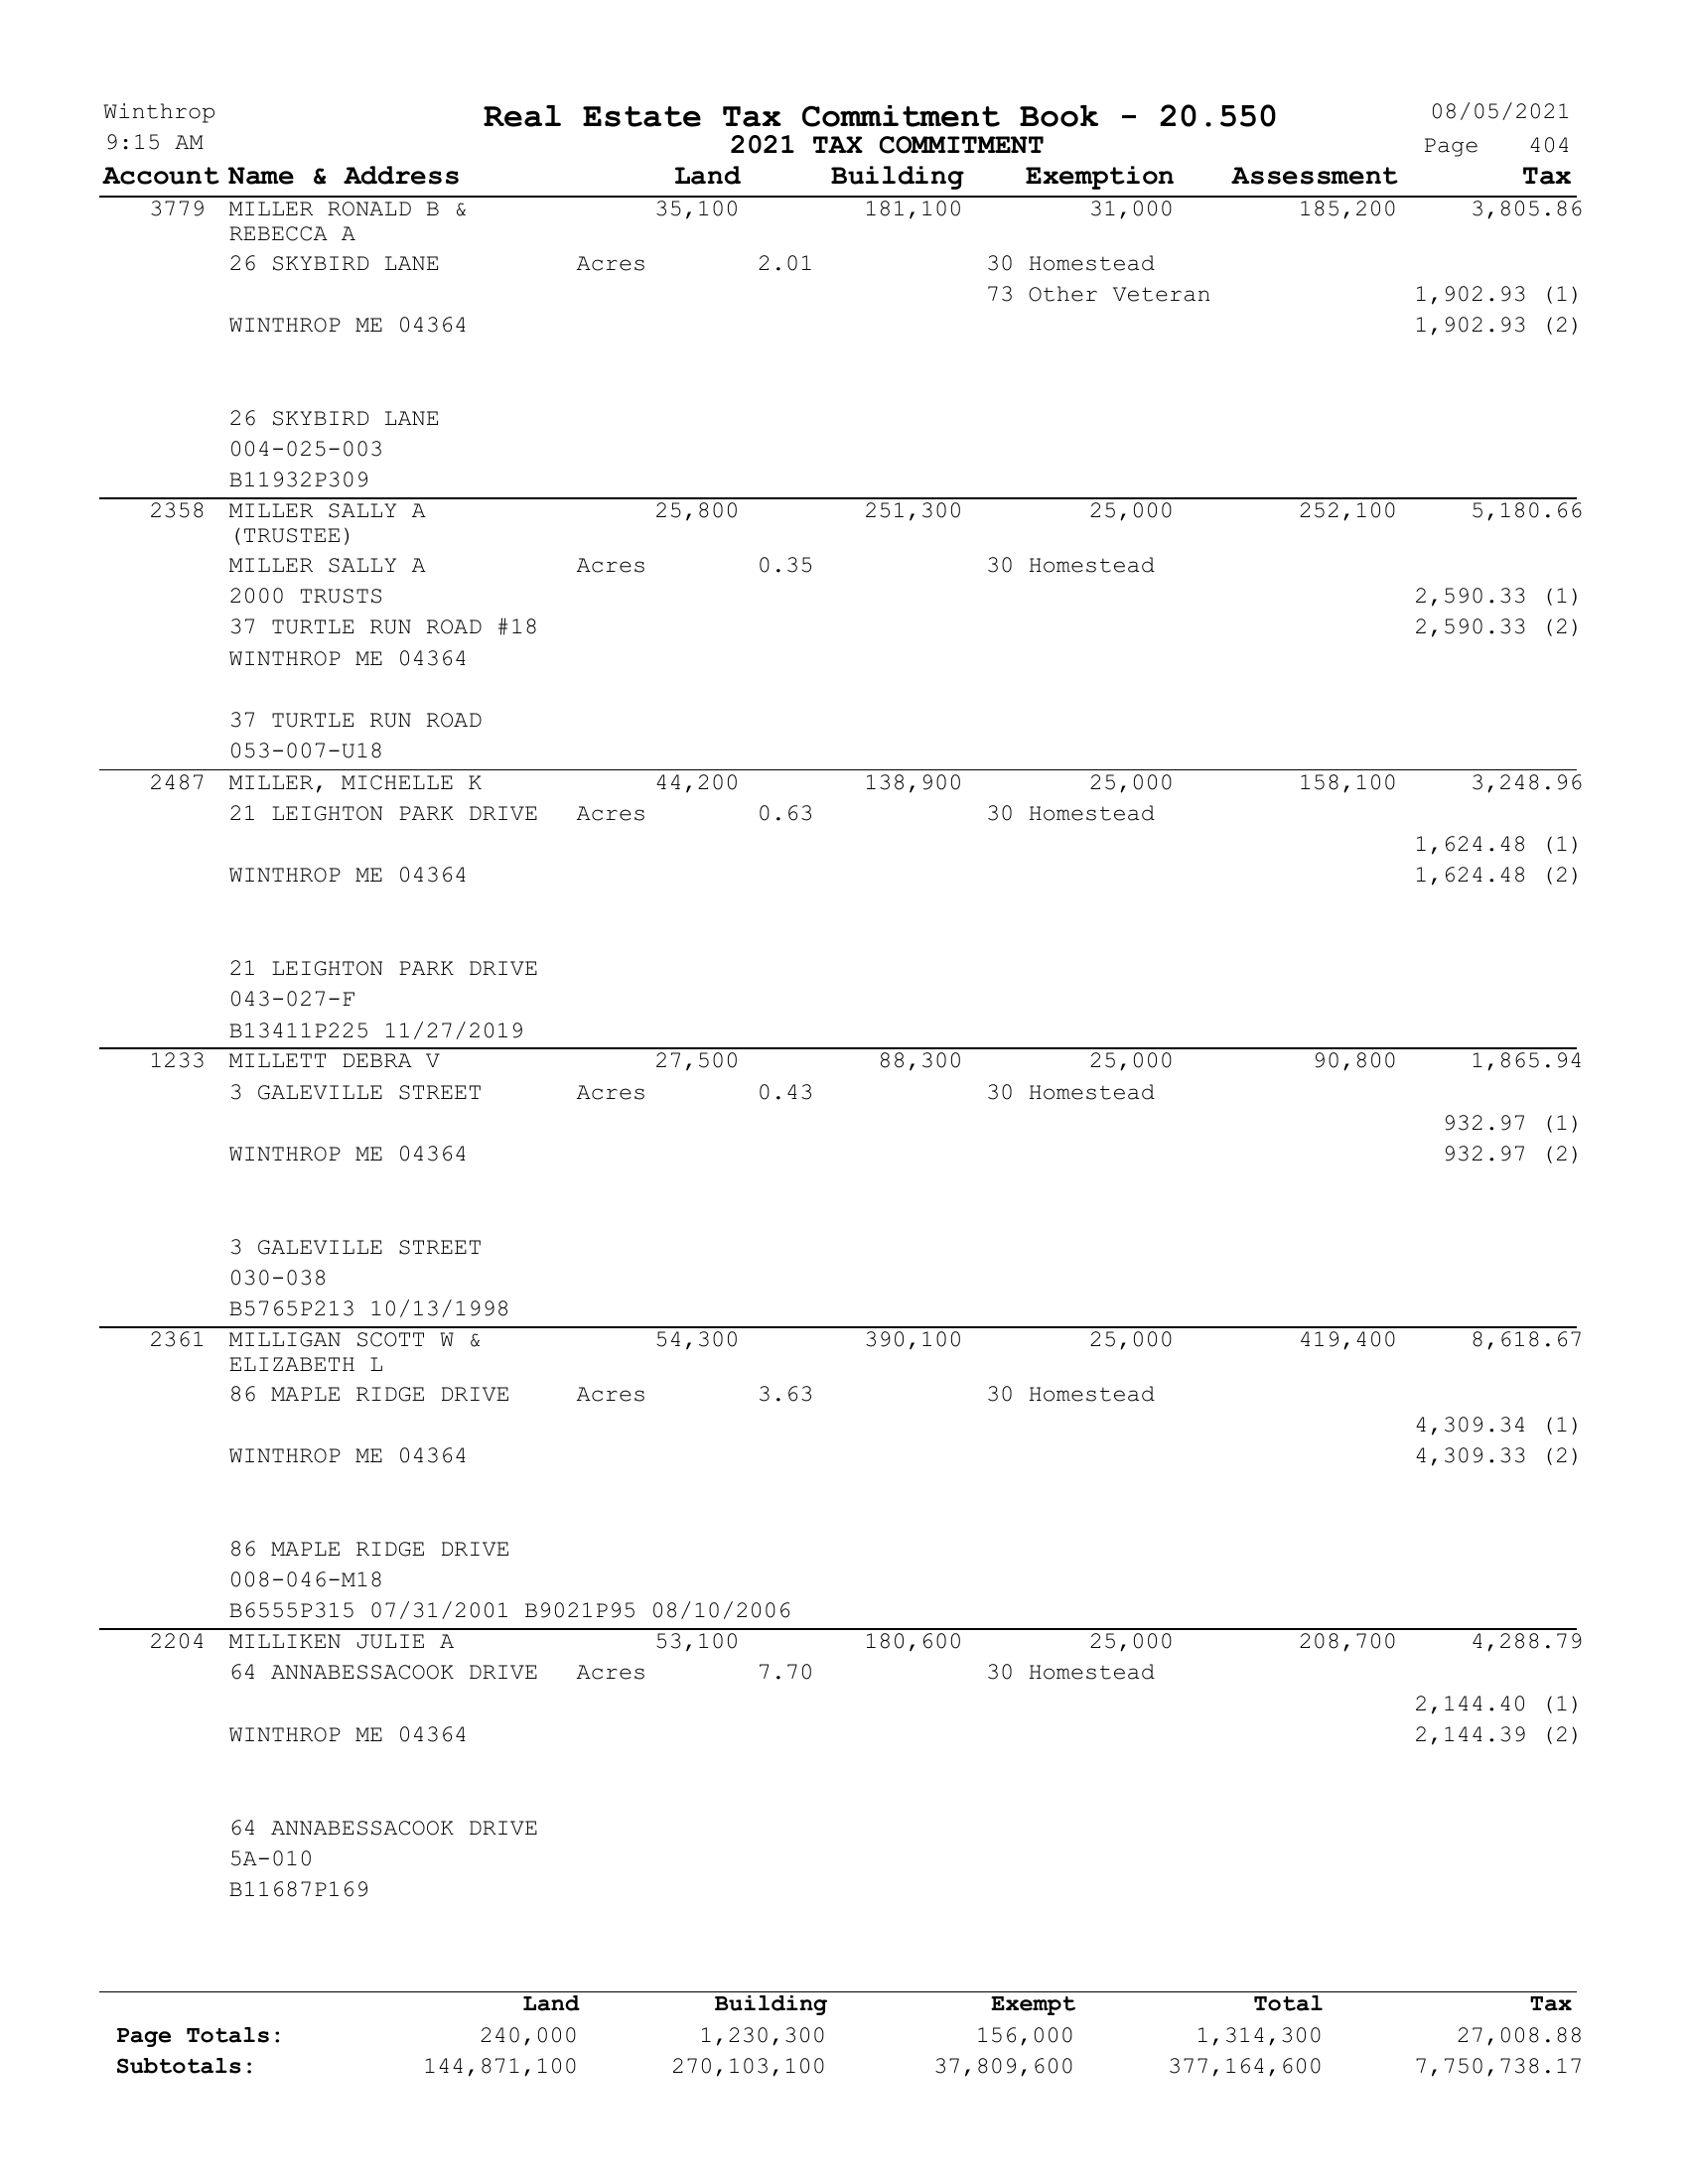 Winthrop Real Estate Tax Commitment Book - 20.550 08/05/2021
9:15 AM 2021 TAX COMMITMENT Page 404
Account Name & Address Land Building Exemption Assessment Tax
3779 MILLER RONALD B & 35,100 181,100 31,000 185,200 3,805.86
REBECCA A
26 SKYBIRD LANE Acres 2.01 30 Homestead
73 Other Veteran 1,902.93 (1)
WINTHROP ME 04364 1,902.93 (2)
26 SKYBIRD LANE
004-025-003
B11932P309
2358 MILLER SALLY A 25,800 251,300 25,000 252,100 5,180.66
(TRUSTEE)
MILLER SALLY A Acres 0.35 30 Homestead
2000 TRUSTS 2,590.33 (1)
37 TURTLE RUN ROAD #18 2,590.33 (2)
WINTHROP ME 04364
37 TURTLE RUN ROAD
053-007-U18
2487 MILLER, MICHELLE K 44,200 138,900 25,000 158,100 3,248.96
21 LEIGHTON PARK DRIVE Acres 0.63 30 Homestead
1,624.48 (1)
WINTHROP ME 04364 1,624.48 (2)
21 LEIGHTON PARK DRIVE
043-027-F
B13411P225 11/27/2019
1233 MILLETT DEBRA V 27,500 88,300 25,000 90,800 1,865.94
3 GALEVILLE STREET Acres 0.43 30 Homestead
932.97 (1)
WINTHROP ME 04364 932.97 (2)
3 GALEVILLE STREET
030-038
B5765P213 10/13/1998
2361 MILLIGAN SCOTT W & 54,300 390,100 25,000 419,400 8,618.67
ELIZABETH L
86 MAPLE RIDGE DRIVE Acres 3.63 30 Homestead
4,309.34 (1)
WINTHROP ME 04364 4,309.33 (2)
86 MAPLE RIDGE DRIVE
008-046-M18
B6555P315 07/31/2001 B9021P95 08/10/2006
2204 MILLIKEN JULIE A 53,100 180,600 25,000 208,700 4,288.79
64 ANNABESSACOOK DRIVE Acres 7.70 30 Homestead
2,144.40 (1)
WINTHROP ME 04364 2,144.39 (2)
64 ANNABESSACOOK DRIVE
5A-010
B11687P169
Land Building Exempt Total Tax
Page Totals: 240,000 1,230,300 156,000 1,314,300 27,008.88
Subtotals: 144,871,100 270,103,100 37,809,600 377,164,600 7,750,738.17